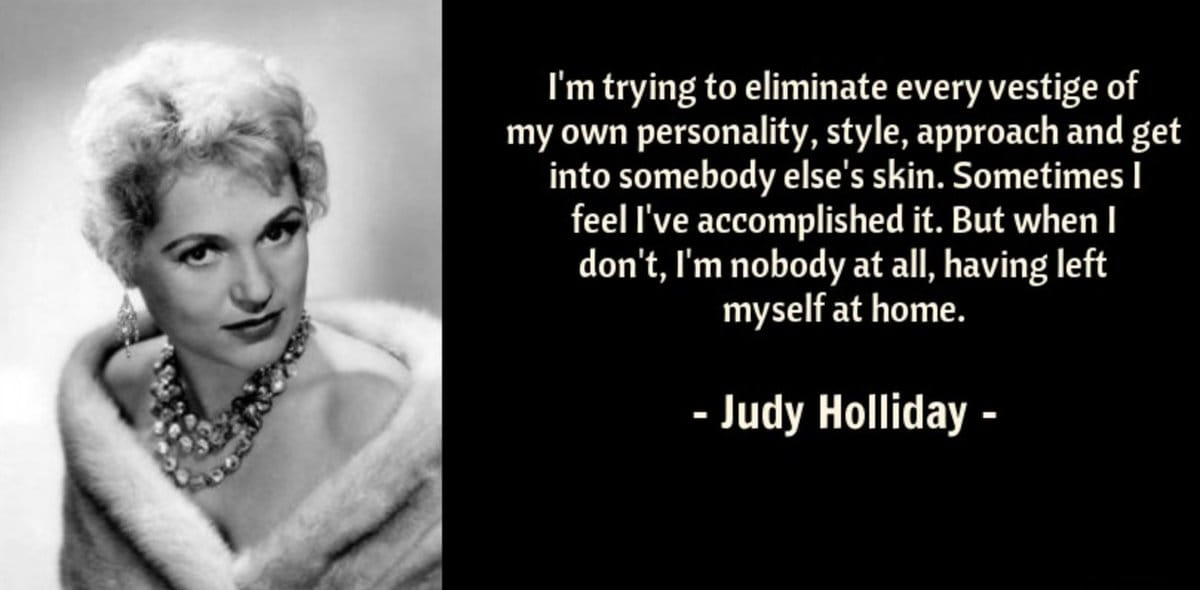 I'm trying to eliminate every vestige of
my own personality, style, approach and get
into somebody else's skin. Sometimes I
feel I've accomplished it. But when I
don't, I'm nobody at all, having left
myself at home.
- Judy Holliday -